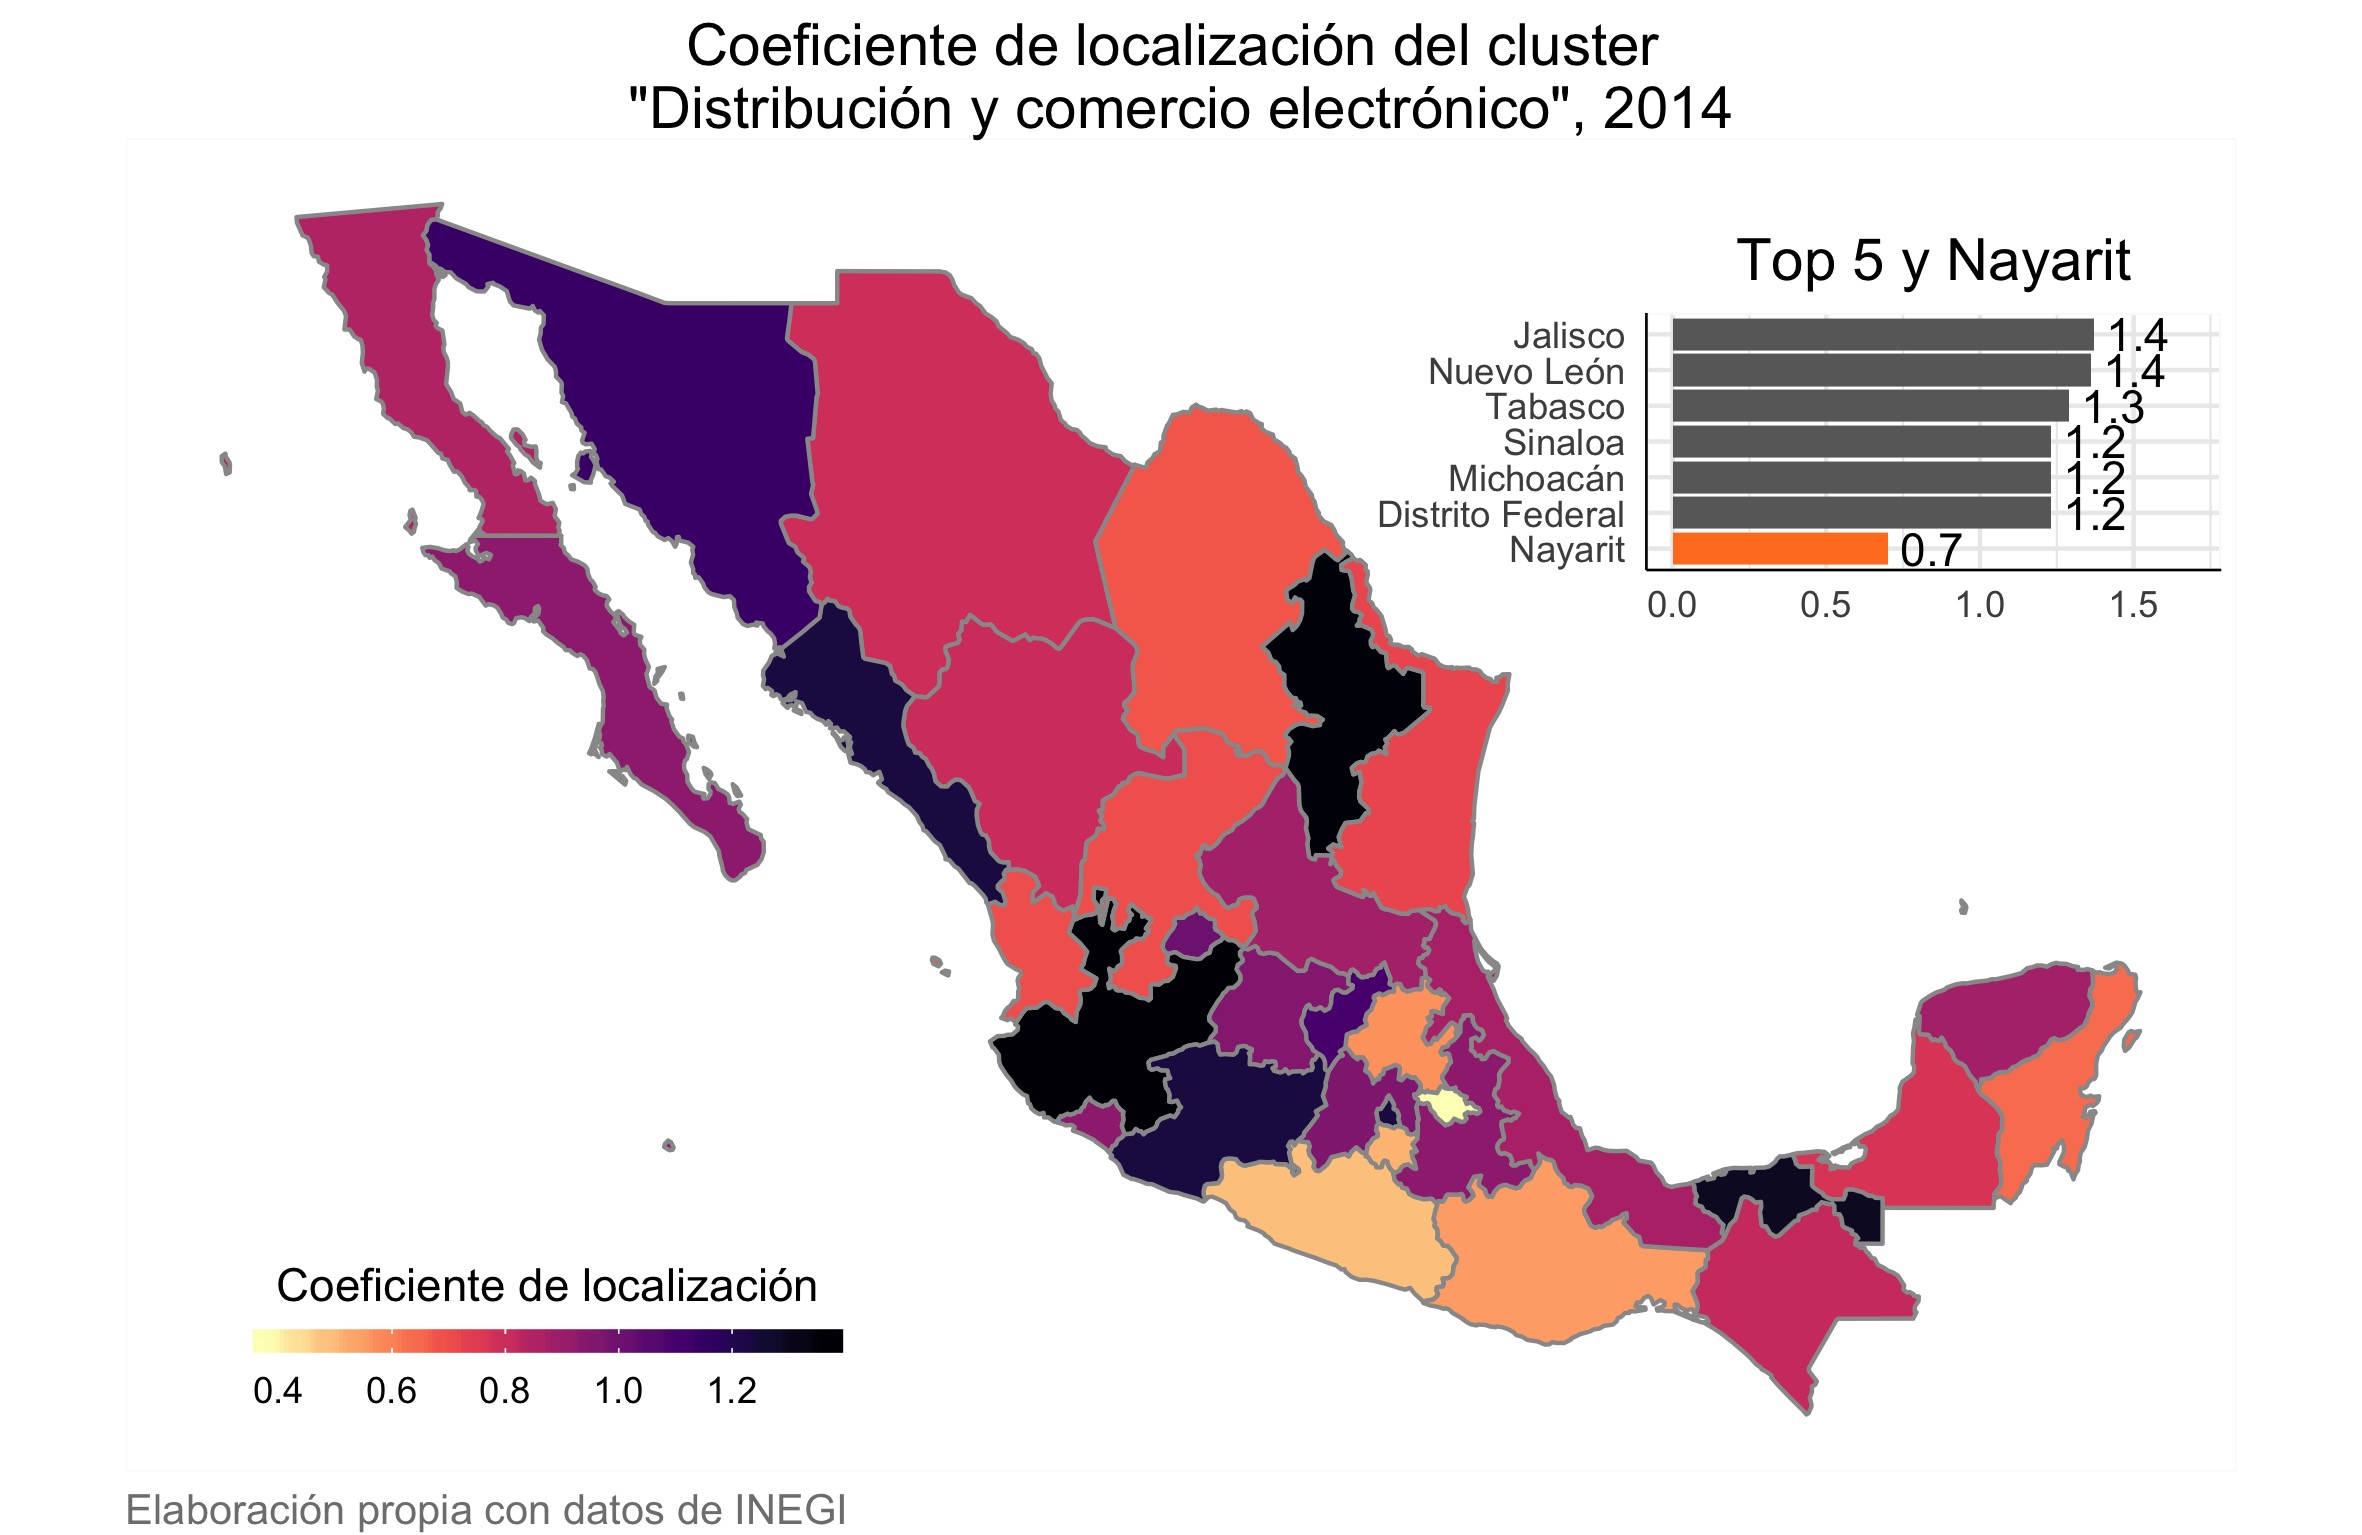 Coeficiente de localización del cluster
"Distribución y comercio electrónico", 2014
Top 5 y Nayarit
Jalisco 1.4
Nuevo León 1.4
Tabasco 1.3
Sinaloa 1.2
Michoacán 1.2
Distrito Federal 1.2
Nayarit 0.7
0.0 0.5 1.0 1.5
Coeficiente de localización
0.4 0.6 0.8 1.0 1.2
Elaboración propia con datos de INEGI